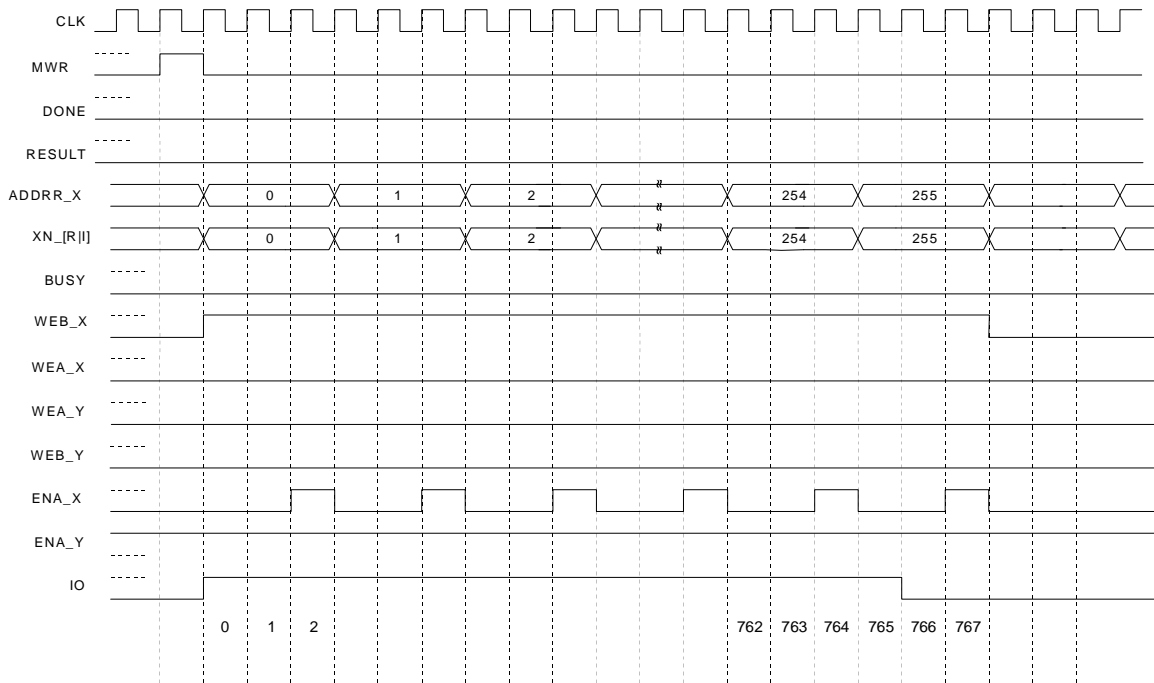 CLK
MWR
DONE
RESULT
ADDRR_X 0 1 2 254 255
XN_[R|I] 0 1 2 254 255
BUSY
WEB_X
WEA_X
WEA_Y
WEB_Y
ENA_X
ENA_Y
IO
0 1 2 762 763 764 765 766 767